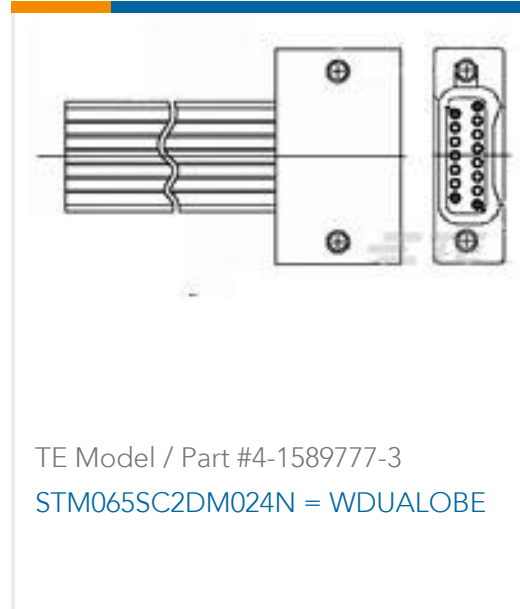 TE Model / Part #4-1589777-3
STM065SC2DM024N = WDUALOBE